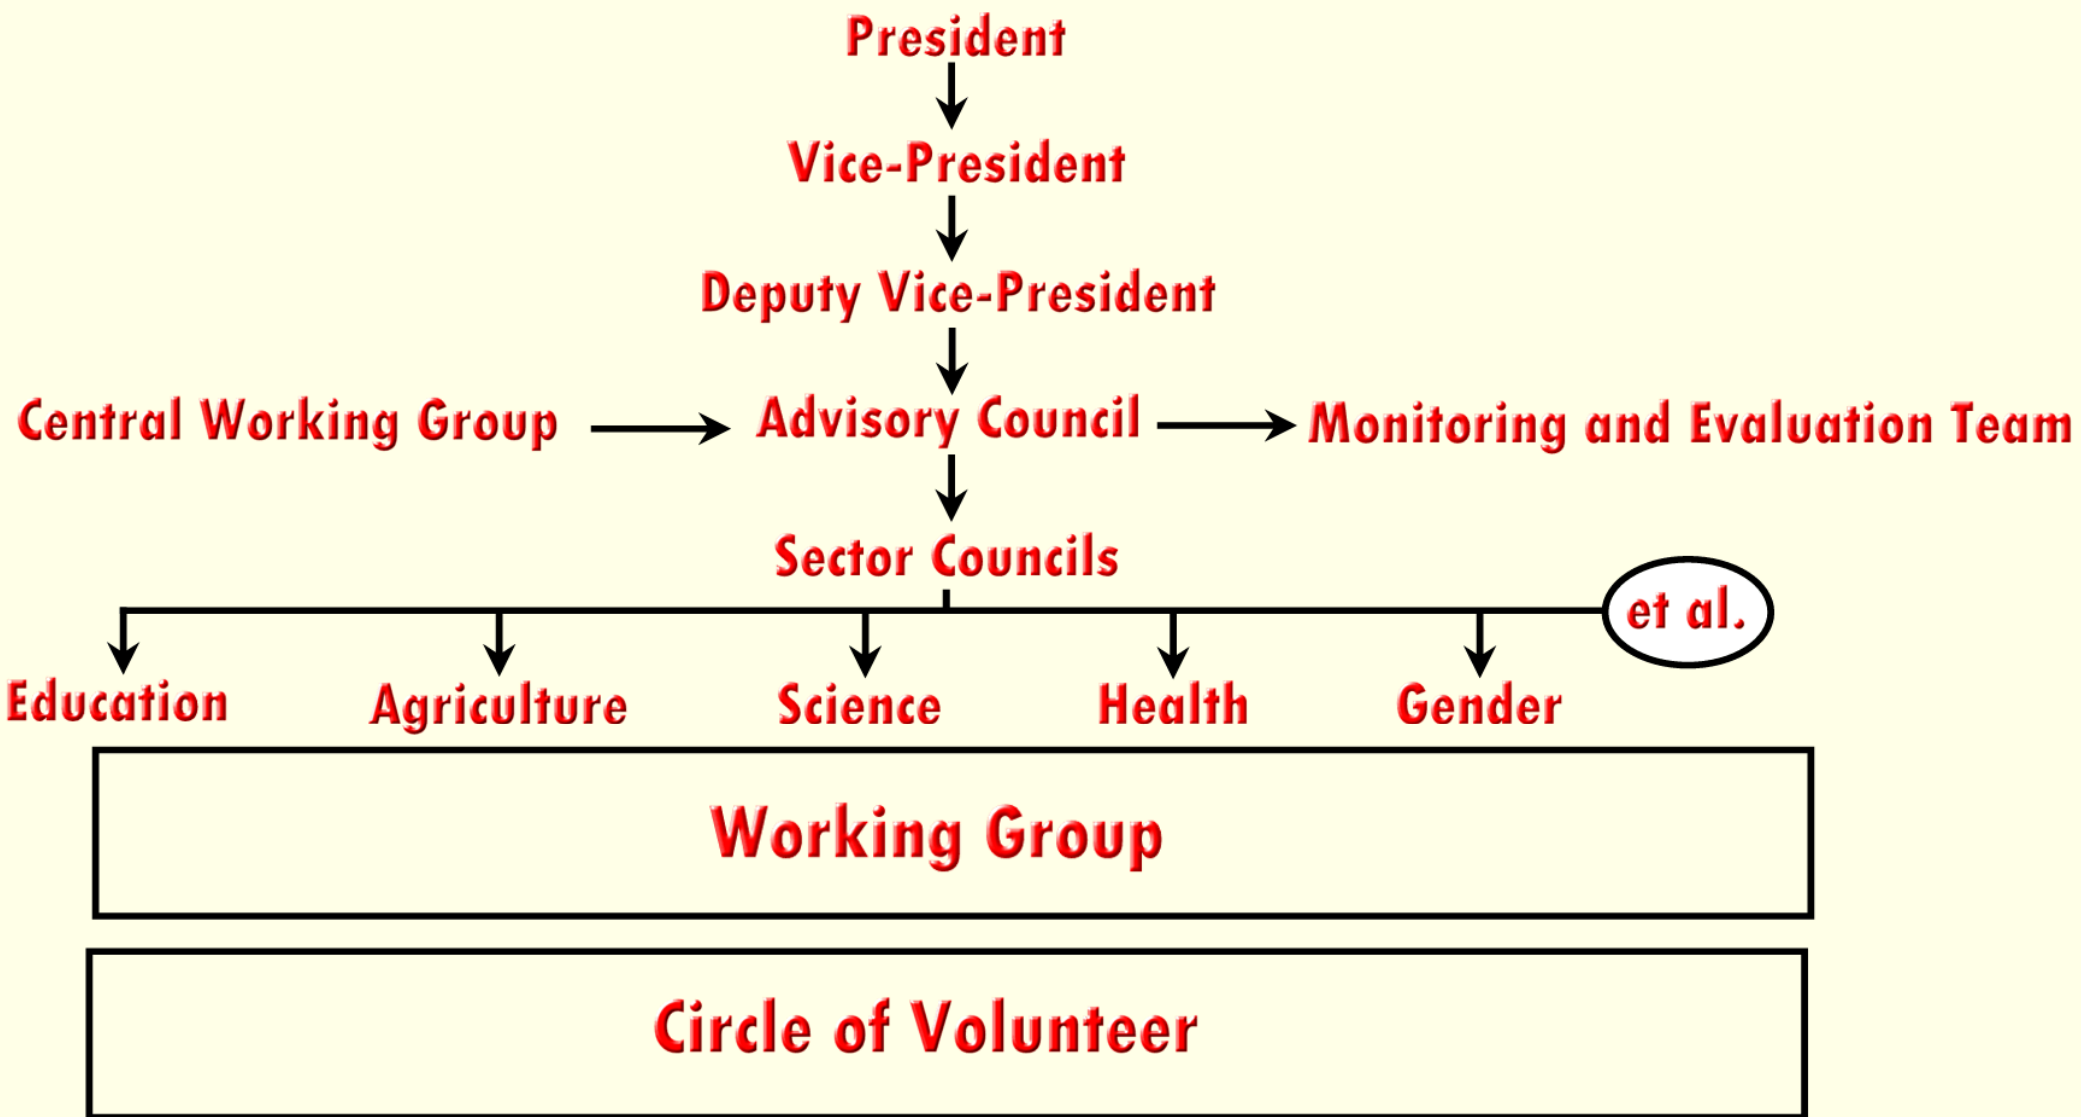 President
Vice-President
Deputy Vice-President
Central Working Group
Advisory Council
Monitoring and Evaluation Team
Sector Councils
et al.
Education
Agriculture
Science
Health
Gender
Working Group
Circle of Volunteer